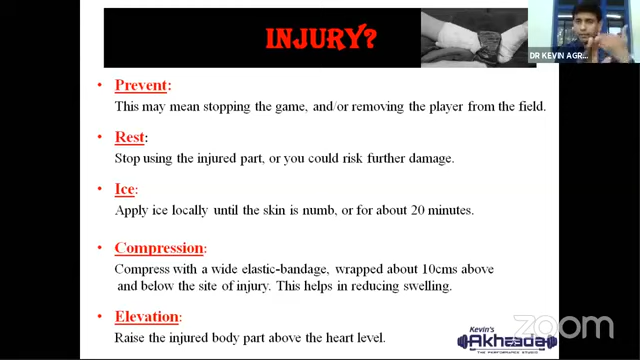 INJURY?
DR KEVIN AGR...
• Prevent:
This may mean stopping the game, and/or removing the player from the field.
• Rest:
Stop using the injured part, or you could risk further damage.
• Ice:
Apply ice locally until the skin is numb, or for about 20 minutes.
• Compression:
Compress with a wide elastic-bandage, wrapped about 10cms above
and below the site of injury. This helps in reducing swelling.
• Elevation:
Raise the injured body part above the heart level.
Kevin's
Akhaada
THE PERFORMANCE STUDIO
zoom